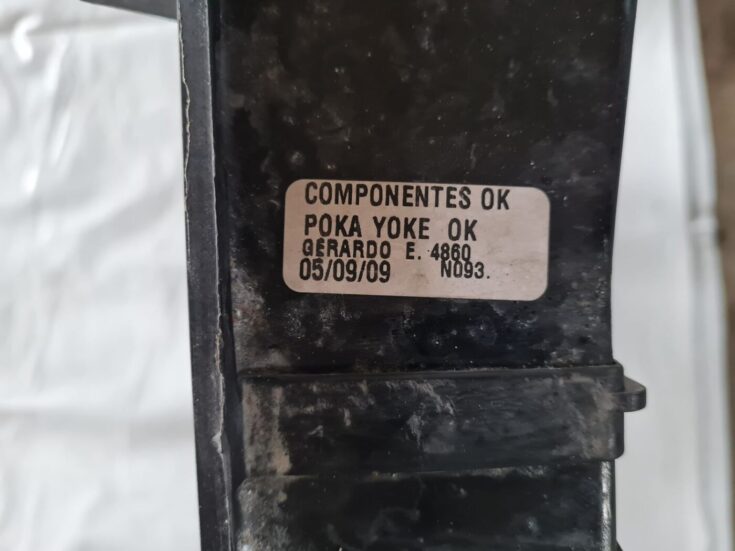 COMPONENTES OK
POKA YOKE OK
GERARDO E. 4860
05/09/09 N093.